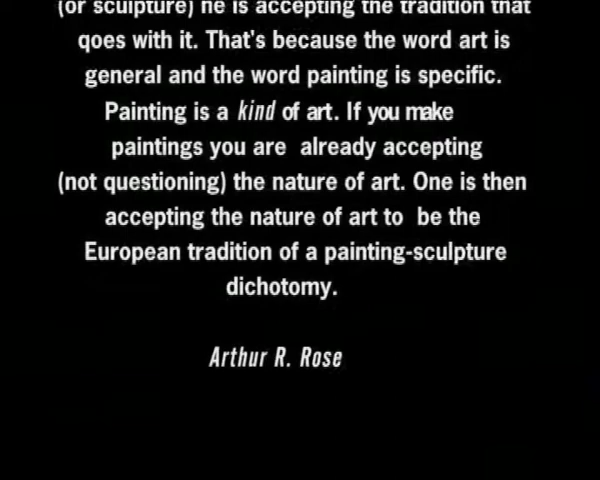 (or sculpture) he is accepting the tradition that
goes with it. That's because the word art is
general and the word painting is specific.
Painting is a kind of art. If you make
paintings you are already accepting
(not questioning) the nature of art. One is then
accepting the nature of art to be the
European tradition of a painting-sculpture
dichotomy.
Arthur R. Rose